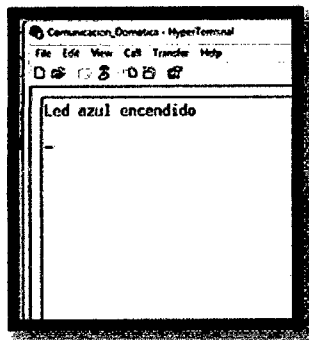 Comunicacion_Domotica - HyperTerminal
File Edit View Call Transfer Help
Led azul encendido